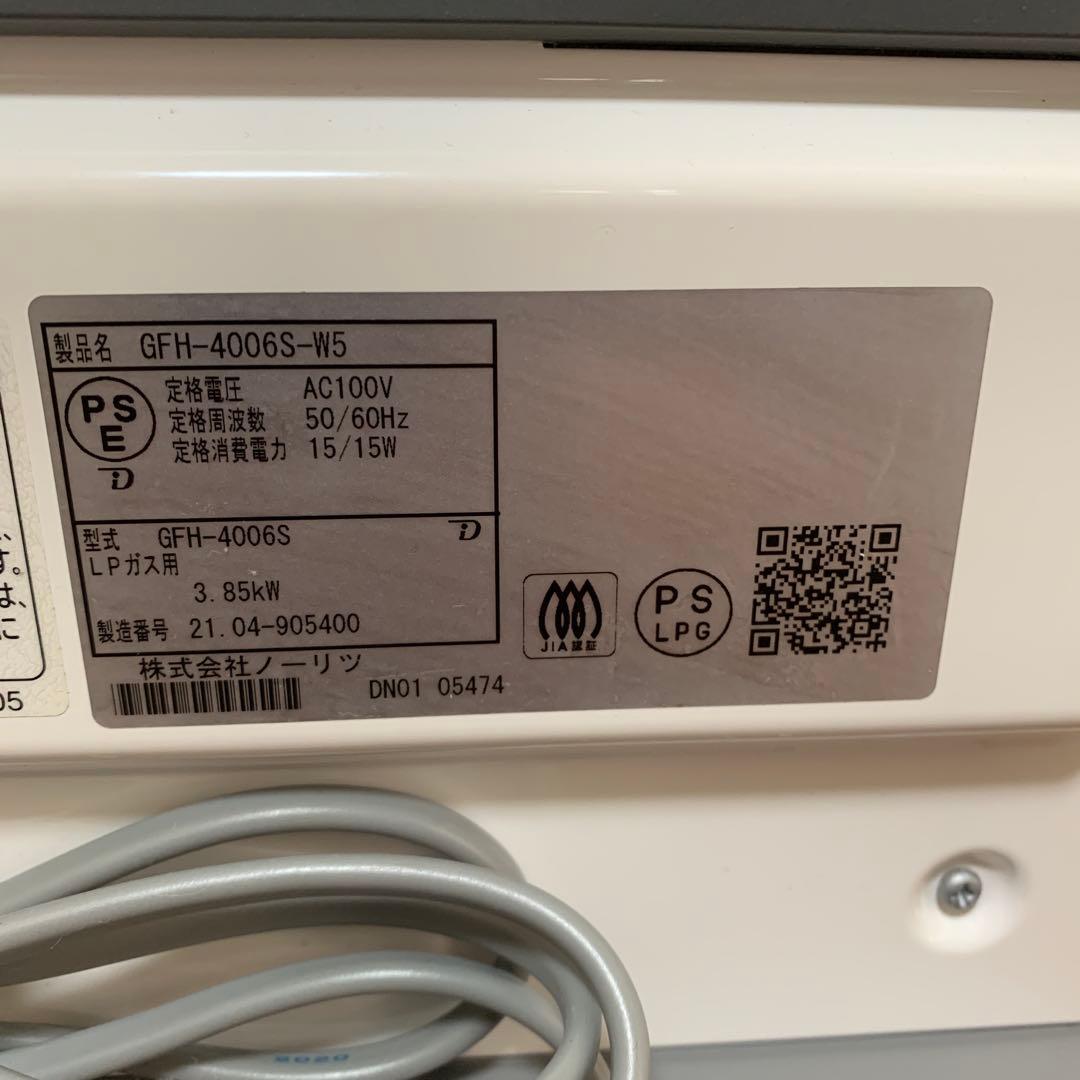 製品名 GFH-4006S-W5
PS
E
定格電圧 AC100V
定格周波数 50/60Hz
定格消費電力 15/15W
型式 GFH-4006S
LPガス用
3.85kW
製造番号 21.04-905400
株式会社ノーリツ
DN01 05474
JIA認証
PS
LPG
す。
は、
に
05
2020